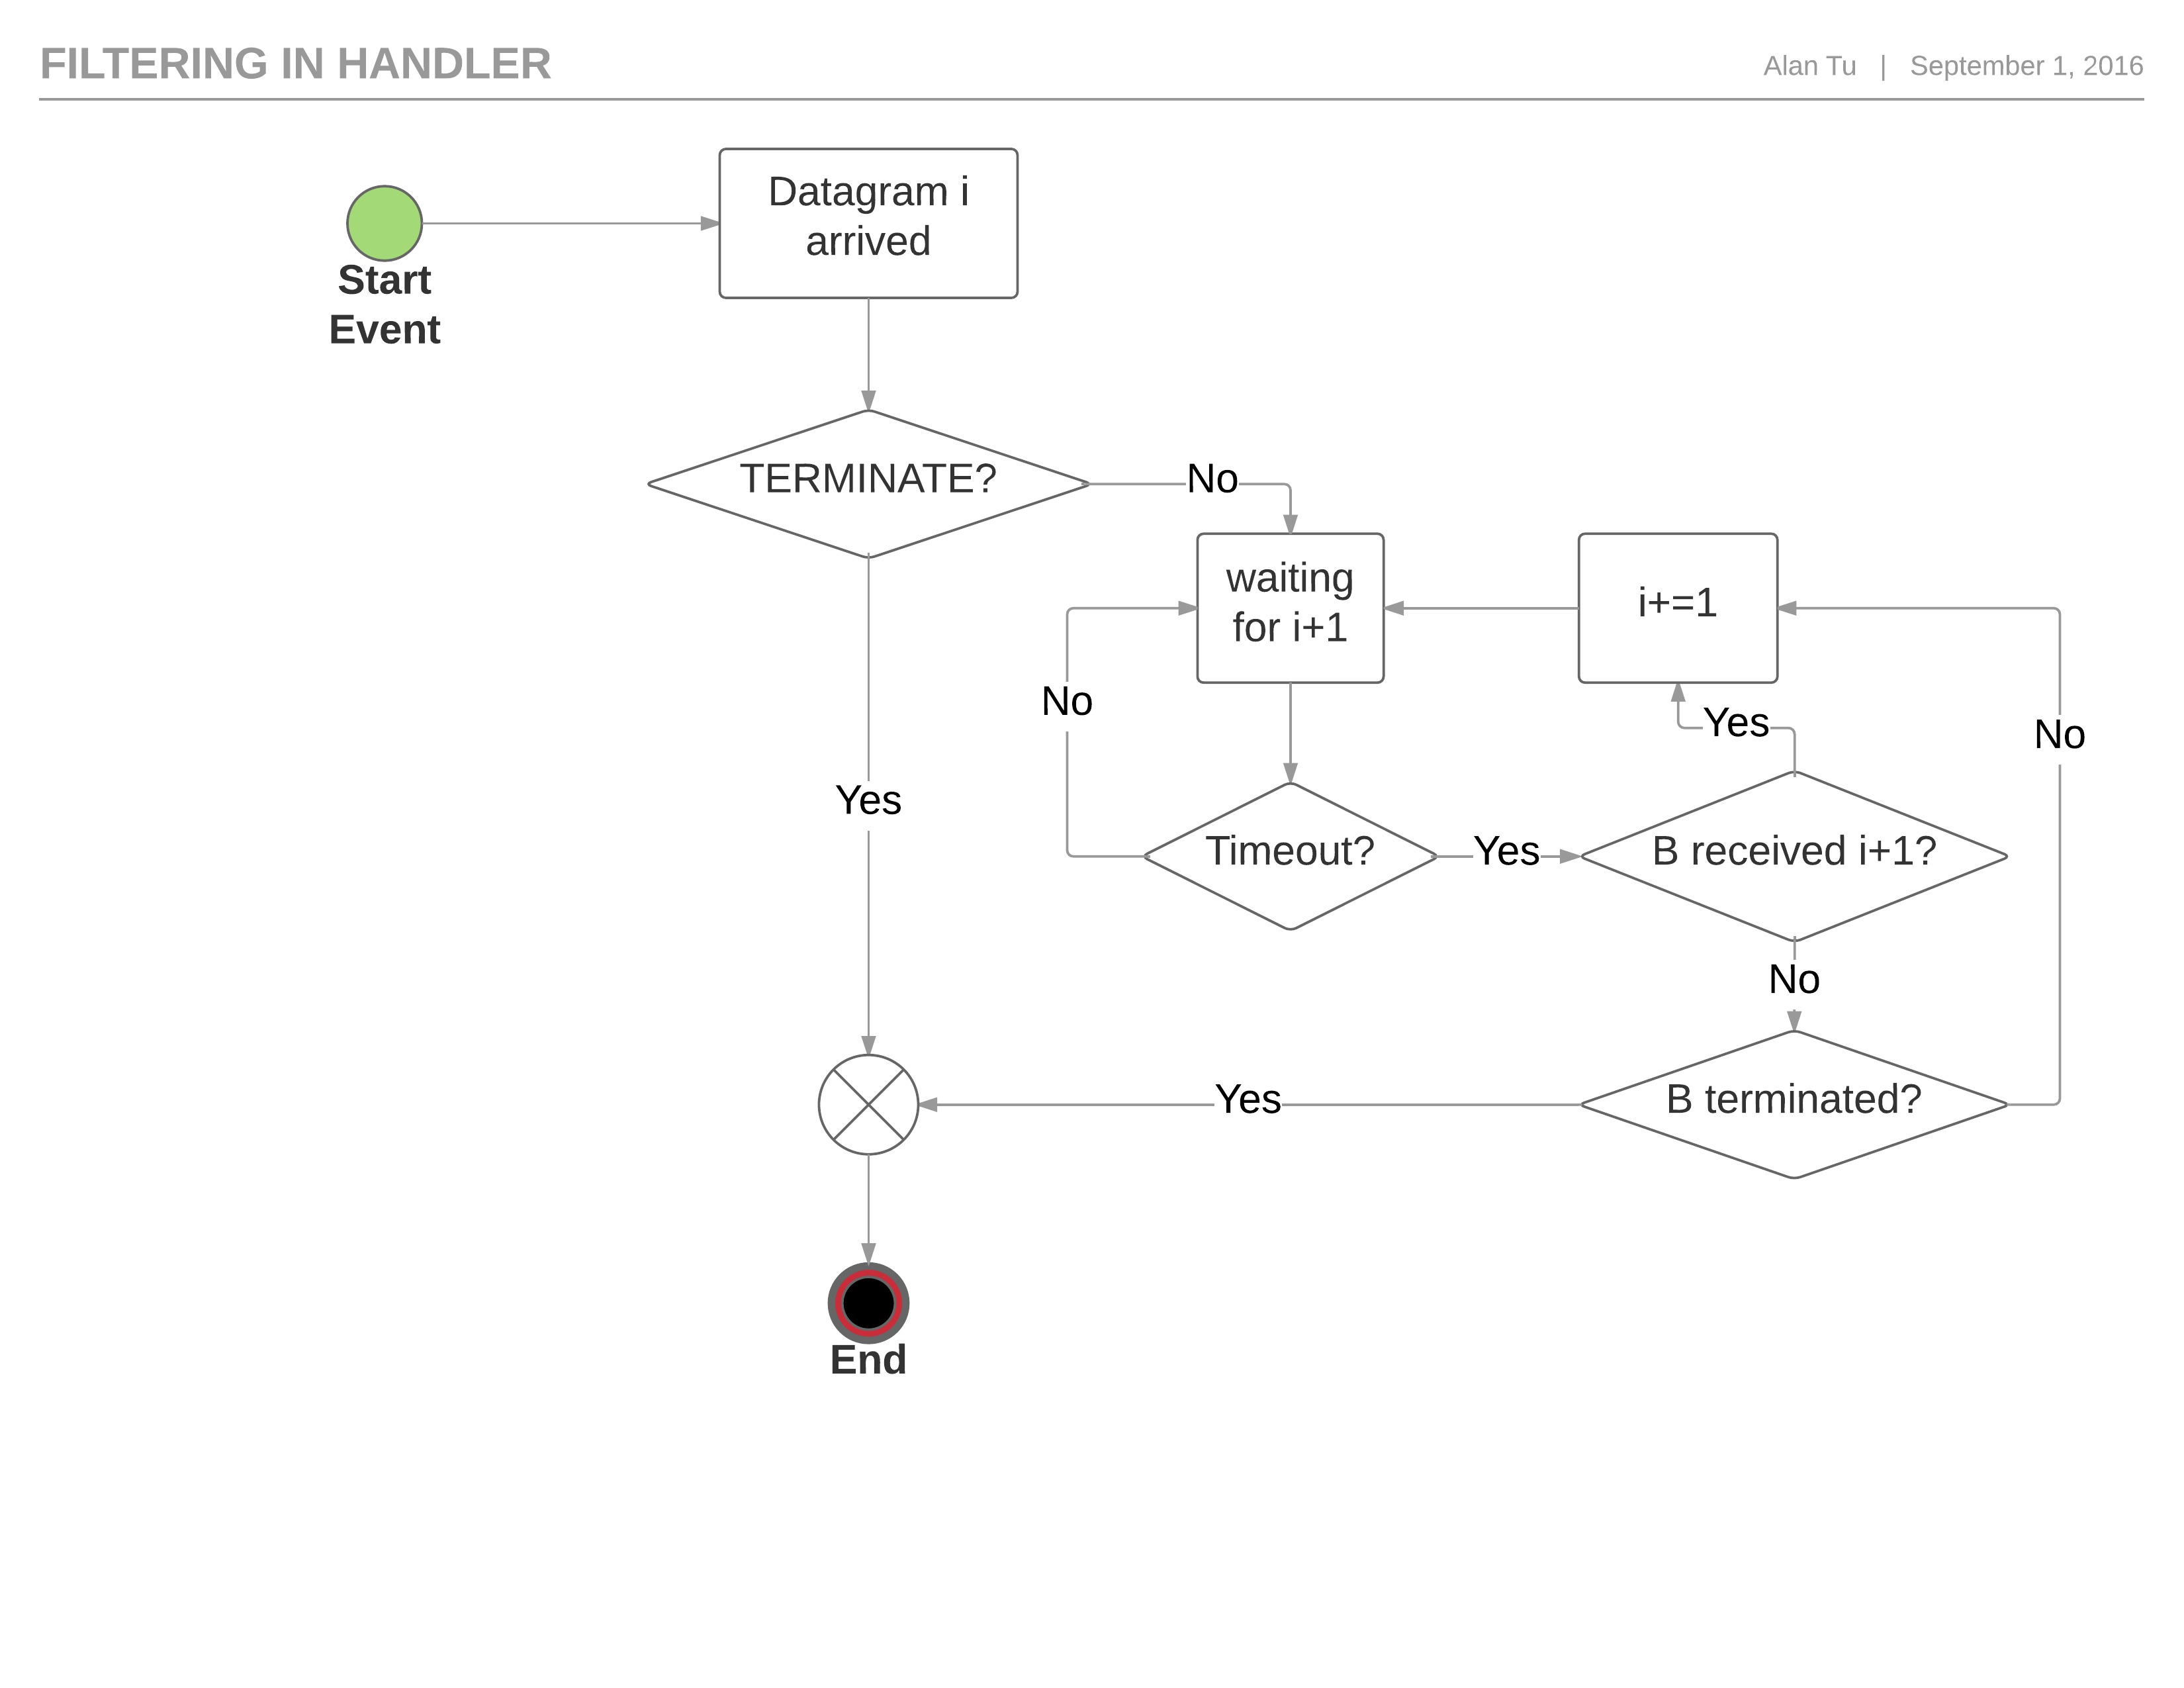 FILTERING IN HANDLER
Alan Tu | September 1, 2016
Datagram i
arrived
Start
Event
TERMINATE?
No
waiting
for i+1
i+=1
No
Yes
No
Yes
Timeout?
Yes
B received i+1?
No
Yes
B terminated?
End